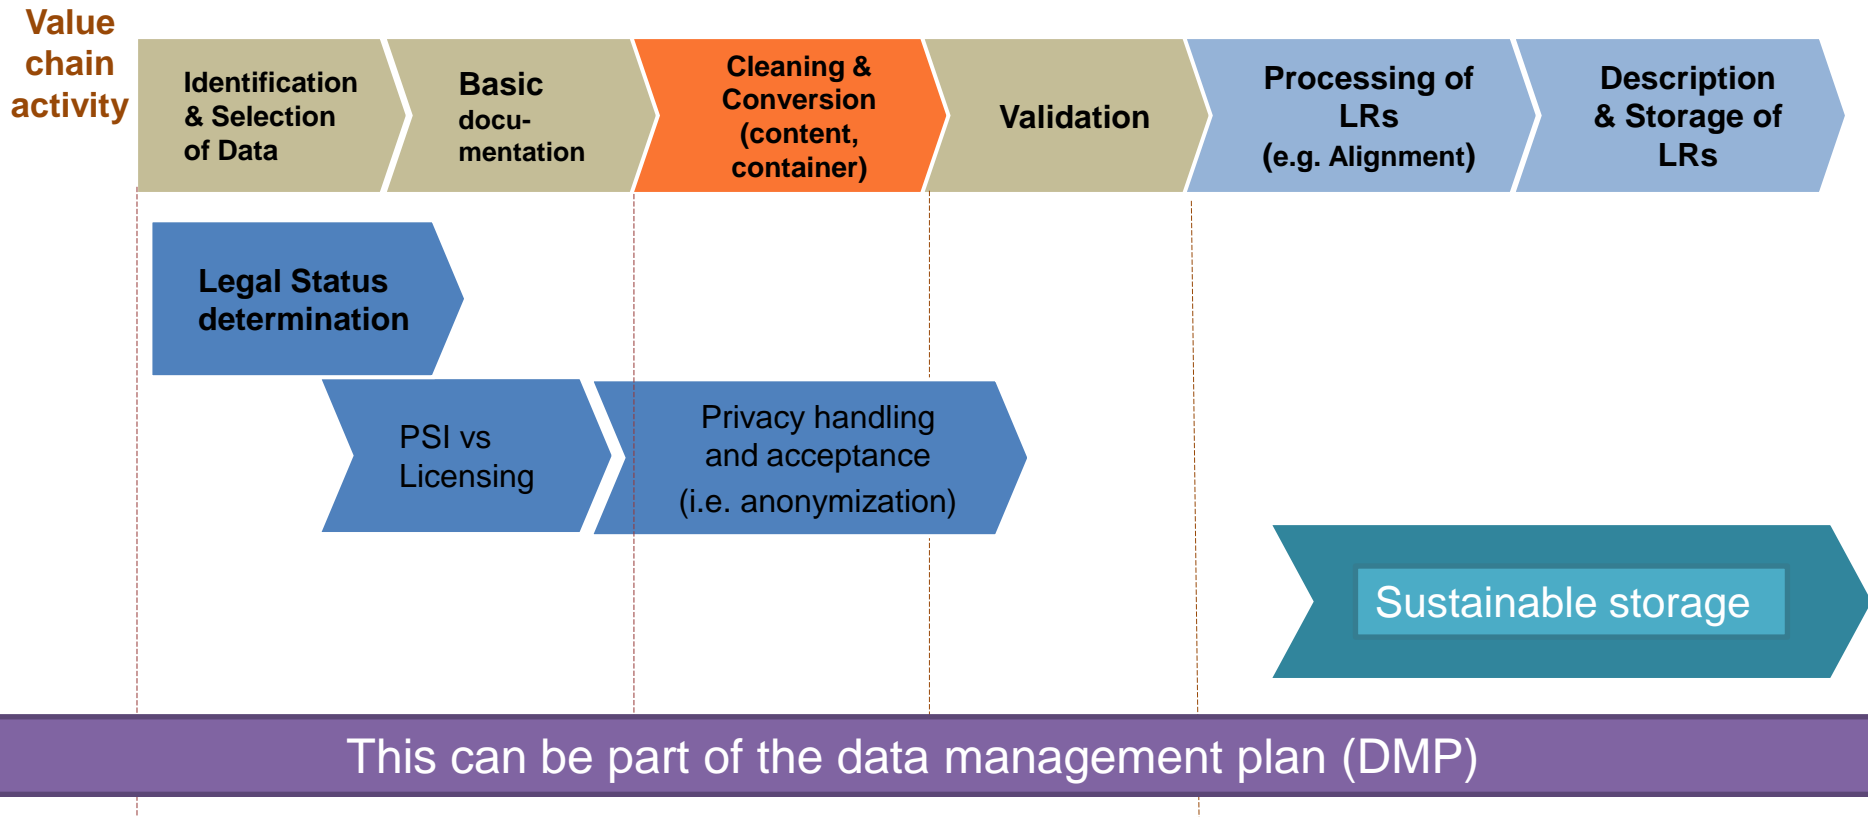 Value
chain
activity
Identification
& Selection
of Data
Basic
docu-
mentation
Cleaning &
Conversion
(content,
container)
Validation
Processing of
LRs
(e.g. Alignment)
Description
& Storage of
LRs
Legal Status
determination
PSI vs
Licensing
Privacy handling
and acceptance
(i.e. anonymization)
Sustainable storage
This can be part of the data management plan (DMP)